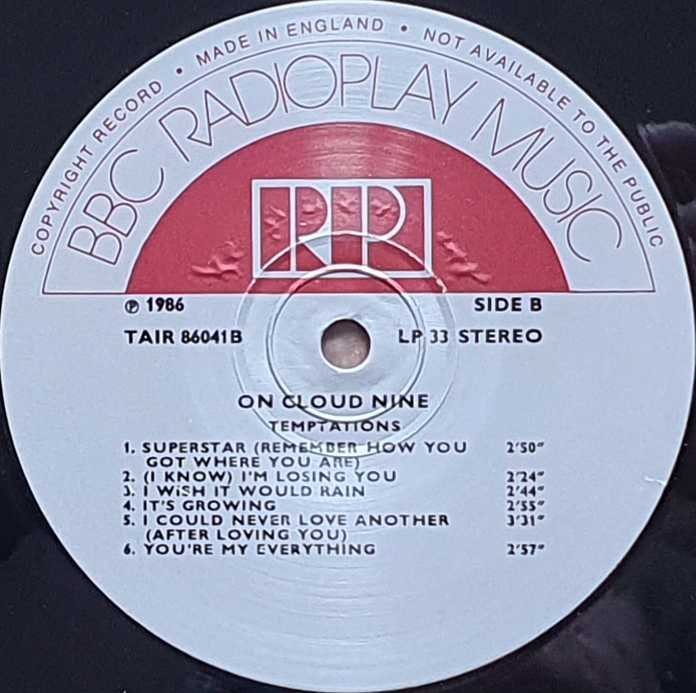 COPYRIGHT RECORD • MADE IN ENGLAND • NOT AVAILABLE TO THE PUBLIC
BBC RADIOPLAY MUSIC
RP
℗ 1986 SIDE B
TAIR 86041B LP 33 STEREO
ON CLOUD NINE
TEMPTATIONS
1. SUPERSTAR (REMEMBER HOW YOU 2'50"
GOT WHERE YOU ARE)
2. (I KNOW) I'M LOSING YOU 2'24"
3. I WiSH IT WOULD RAIN 2'44"
4. IT'S GROWING 2'55"
5. I COULD NEVER LOVE ANOTHER 3'31"
(AFTER LOVING YOU)
6. YOU'RE MY EVERYTHING 2'57"